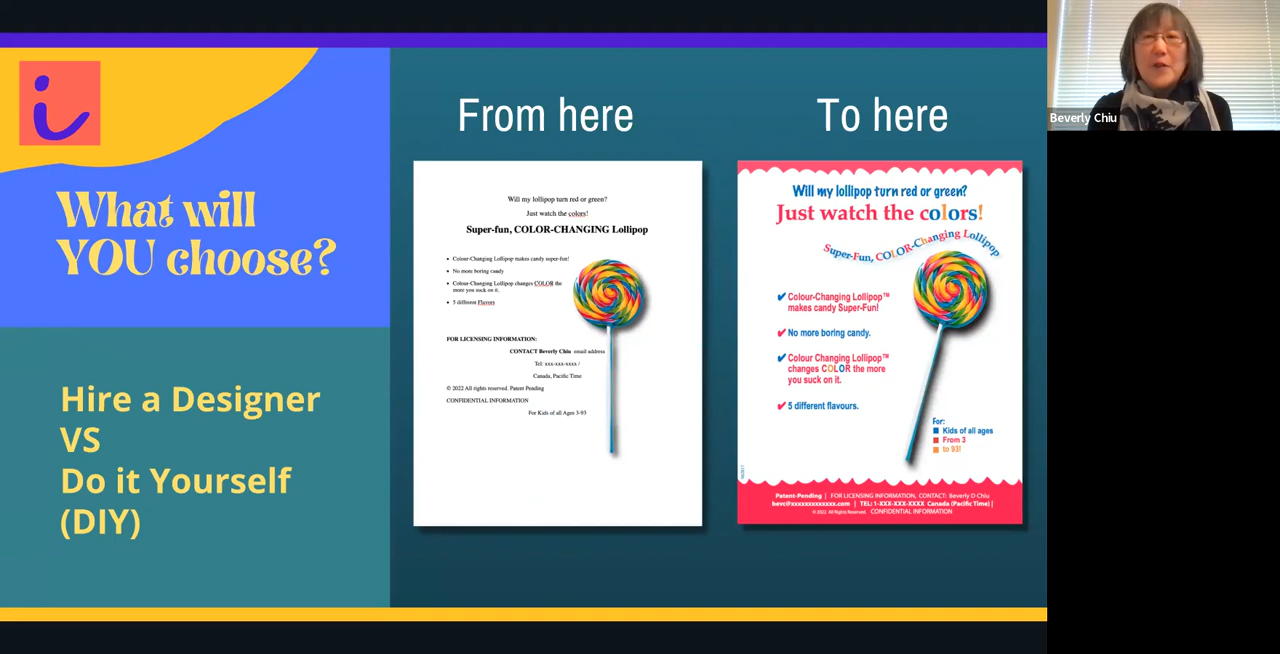 What will
YOU choose?
Hire a Designer
VS
Do it Yourself
(DIY)
From here
Will my lollipop turn red or green?
Just watch the colors!
Super-fun, COLOR-CHANGING Lollipop
• Colour-Changing Lollipop makes candy super-fun!
• No more boring candy
• Colour-Changing Lollipop changes COLOR the
more you suck on it.
• 5 different Flavors
FOR LICENSING INFORMATION:
CONTACT Beverly Chiu email address
Tel: xxx-xxx-xxxx /
Canada, Pacific Time
© 2022 All rights reserved. Patent Pending
CONFIDENTIAL INFORMATION
For Kids of all Ages 3-93
To here
Will my lollipop turn red or green?
Just watch the colors!
Super-Fun, COLOR-Changing Lollipop
✔ Colour-Changing Lollipop™
makes candy Super-Fun!
✔ No more boring candy.
✔ Colour Changing Lollipop™
changes COLOR the more
you suck on it.
✔ 5 different flavours.
For:
Kids of all ages
From 3
to 93!
Patent-Pending | FOR LICENSING INFORMATION, CONTACT: Beverly D Chiu
bevc@xxxxxxxxxxxxx.com | TEL: 1-XXX-XXX-XXXX Canada (Pacific Time) |
© 2022 All Rights Reserved. CONFIDENTIAL INFORMATION
Beverly Chiu